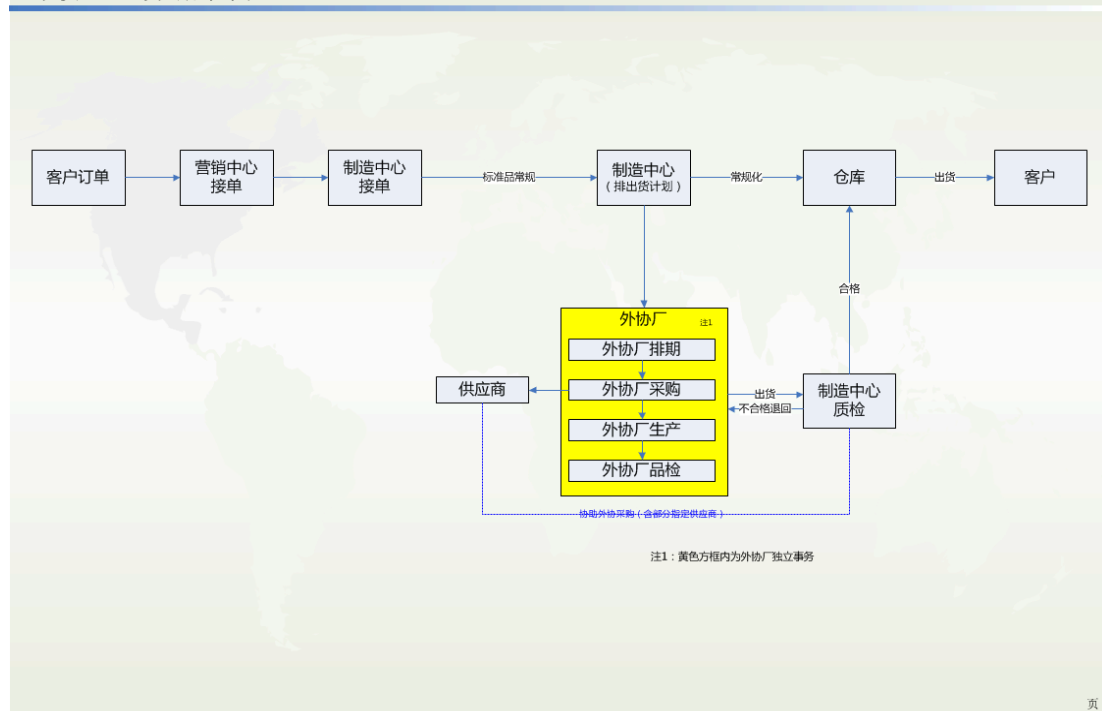 客户订单
营销中心
接单
制造中心
接单
标准品常规
制造中心
（排出货计划）
常规化
仓库
出货
客户
合格
外协厂
注1
外协厂排期
供应商
外协厂采购
外协厂生产
外协厂品检
出货
不合格退回
制造中心
质检
协助外协采购（含部分指定供应商）
注1：黄色方框内为外协厂独立事务
页